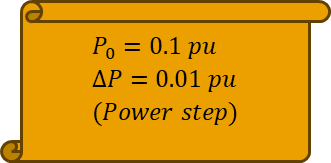 P₀ = 0.1 pu
ΔP = 0.01 pu
(Power step)